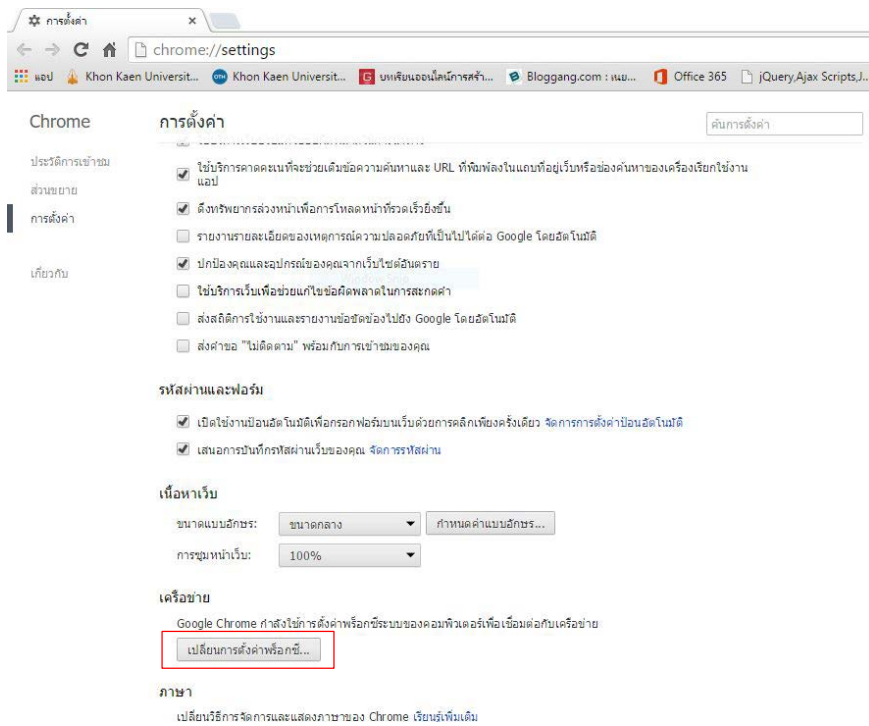 การตั้งค่า
chrome://settings
แอป Khon Kaen Universit... Khon Kaen Universit... บทเรียนออนไลน์การสร้า... Bloggang.com : เนย... Office 365 jQuery,Ajax Scripts,J...
Chrome
การตั้งค่า
ค้นการตั้งค่า
ประวัติการเข้าชม
ส่วนขยาย
การตั้งค่า
เกี่ยวกับ
ใช้บริการคาดคะเนที่จะช่วยเติมข้อความค้นหาและ URL ที่พิมพ์ลงในแถบที่อยู่เว็บหรือช่องค้นหาของเครื่องเรียกใช้งาน
แอป
ดึงทรัพยากรล่วงหน้าเพื่อการโหลดหน้าที่รวดเร็วยิ่งขึ้น
รายงานรายละเอียดของเหตุการณ์ความปลอดภัยที่เป็นไปได้ต่อ Google โดยอัตโนมัติ
ปกป้องคุณและอุปกรณ์ของคุณจากเว็บไซต์อันตราย
Window Snip
ใช้บริการเว็บเพื่อช่วยแก้ไขข้อผิดพลาดในการสะกดคำ
ส่งสถิติการใช้งานและรายงานข้อขัดข้องไปยัง Google โดยอัตโนมัติ
ส่งคำขอ "ไม่ติดตาม" พร้อมกับการเข้าชมของคุณ
รหัสผ่านและฟอร์ม
เปิดใช้งานป้อนอัตโนมัติเพื่อกรอกฟอร์มบนเว็บด้วยการคลิกเพียงครั้งเดียว จัดการการตั้งค่าป้อนอัตโนมัติ
เสนอการบันทึกรหัสผ่านเว็บของคุณ จัดการรหัสผ่าน
เนื้อหาเว็บ
ขนาดแบบอักษร: ขนาดกลาง กำหนดค่าแบบอักษร...
การซูมหน้าเว็บ: 100%
เครือข่าย
Google Chrome กำลังใช้การตั้งค่าพร็อกซีระบบของคอมพิวเตอร์เพื่อเชื่อมต่อกับเครือข่าย
เปลี่ยนการตั้งค่าพร็อกซี...
ภาษา
เปลี่ยนวิธีการจัดการและแสดงภาษาของ Chrome เรียนรู้เพิ่มเติม